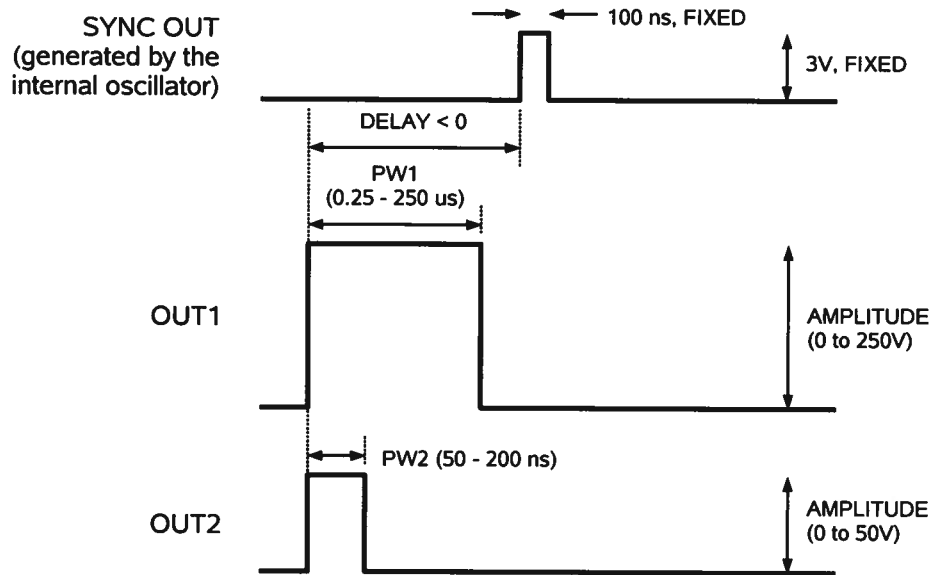 SYNC OUT
(generated by the
internal oscillator)
100 ns, FIXED
3V, FIXED
DELAY < 0
PW1
(0.25 - 250 us)
OUT1
AMPLITUDE
(0 to 250V)
PW2 (50 - 200 ns)
OUT2
AMPLITUDE
(0 to 50V)